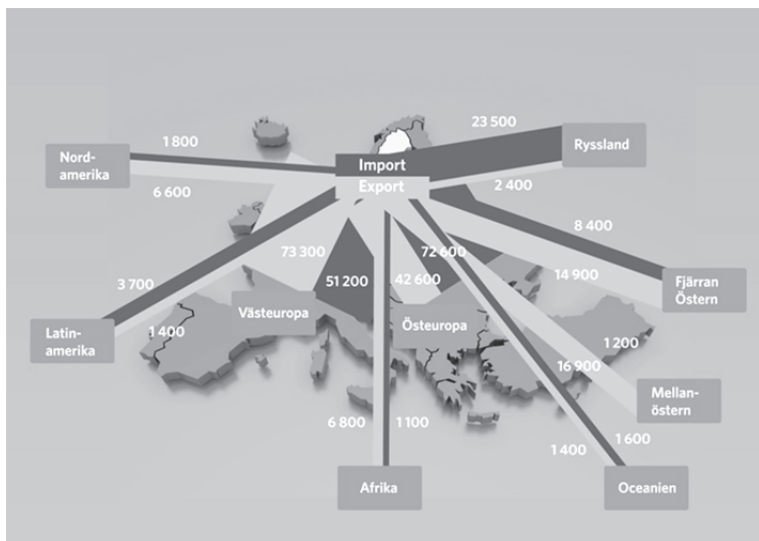 23 500
1 800
Nord-
amerika
Ryssland
Import
Export
6 600
2 400
8 400
73 300
72 600
3 700
51 200
42 600
14 900
Fjärran
Östern
Västeuropa
Östeuropa
Latin-
amerika
1 400
1 200
16 900
Mellan-
östern
6 800
1 100
1 600
1 400
Afrika
Oceanien